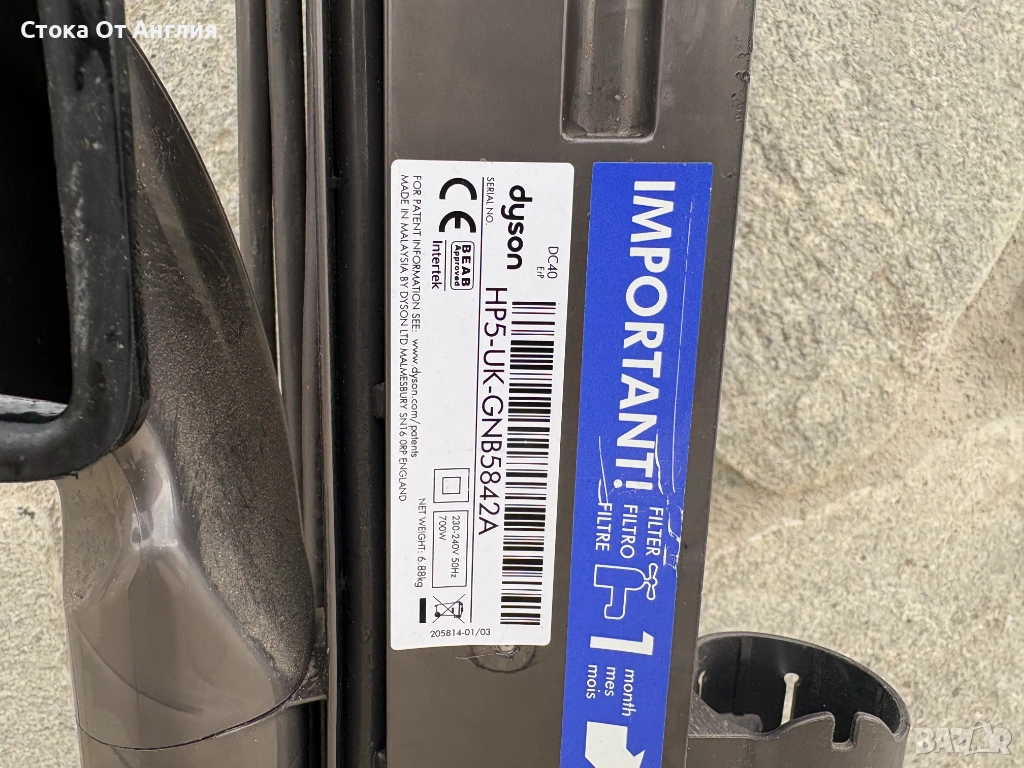 Стока От Англия
DC40
ErP
dyson
SERIAL NO.
HP5-UK-GNB5842A
CE
BEAB
Approved
Intertek
230-240V 50Hz
700W
FOR PATENT INFORMATION SEE: www.dyson.com/patents
MADE IN MALAYSIA BY DYSON LTD MALMESBURY SN16 0RP ENGLAND
NET WEIGHT: 6.88kg
205814-01/03
IMPORTANT!
FILTER
FILTRO
FILTRE
1
month
mes
mois
BAZAR